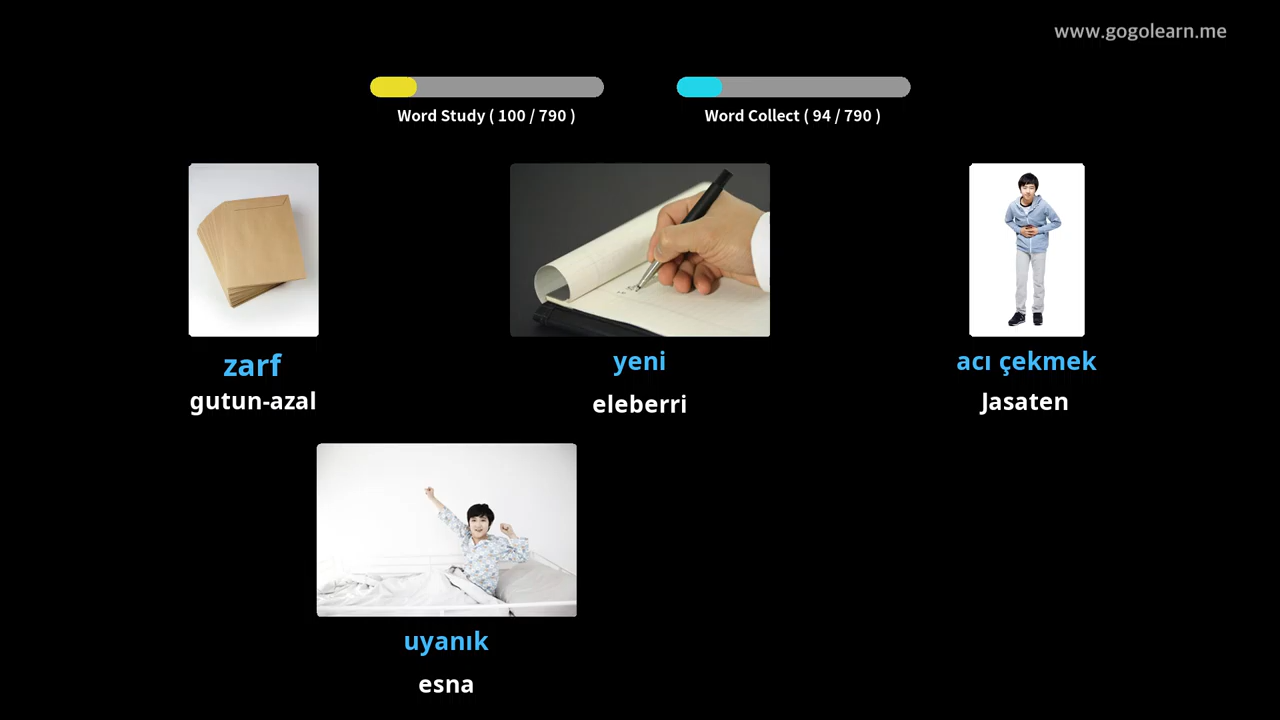 www.gogolearn.me
Word Study ( 100 / 790 )
Word Collect ( 94 / 790 )
zarf
gutun-azal
yeni
eleberri
acı çekmek
Jasaten
uyanık
esna